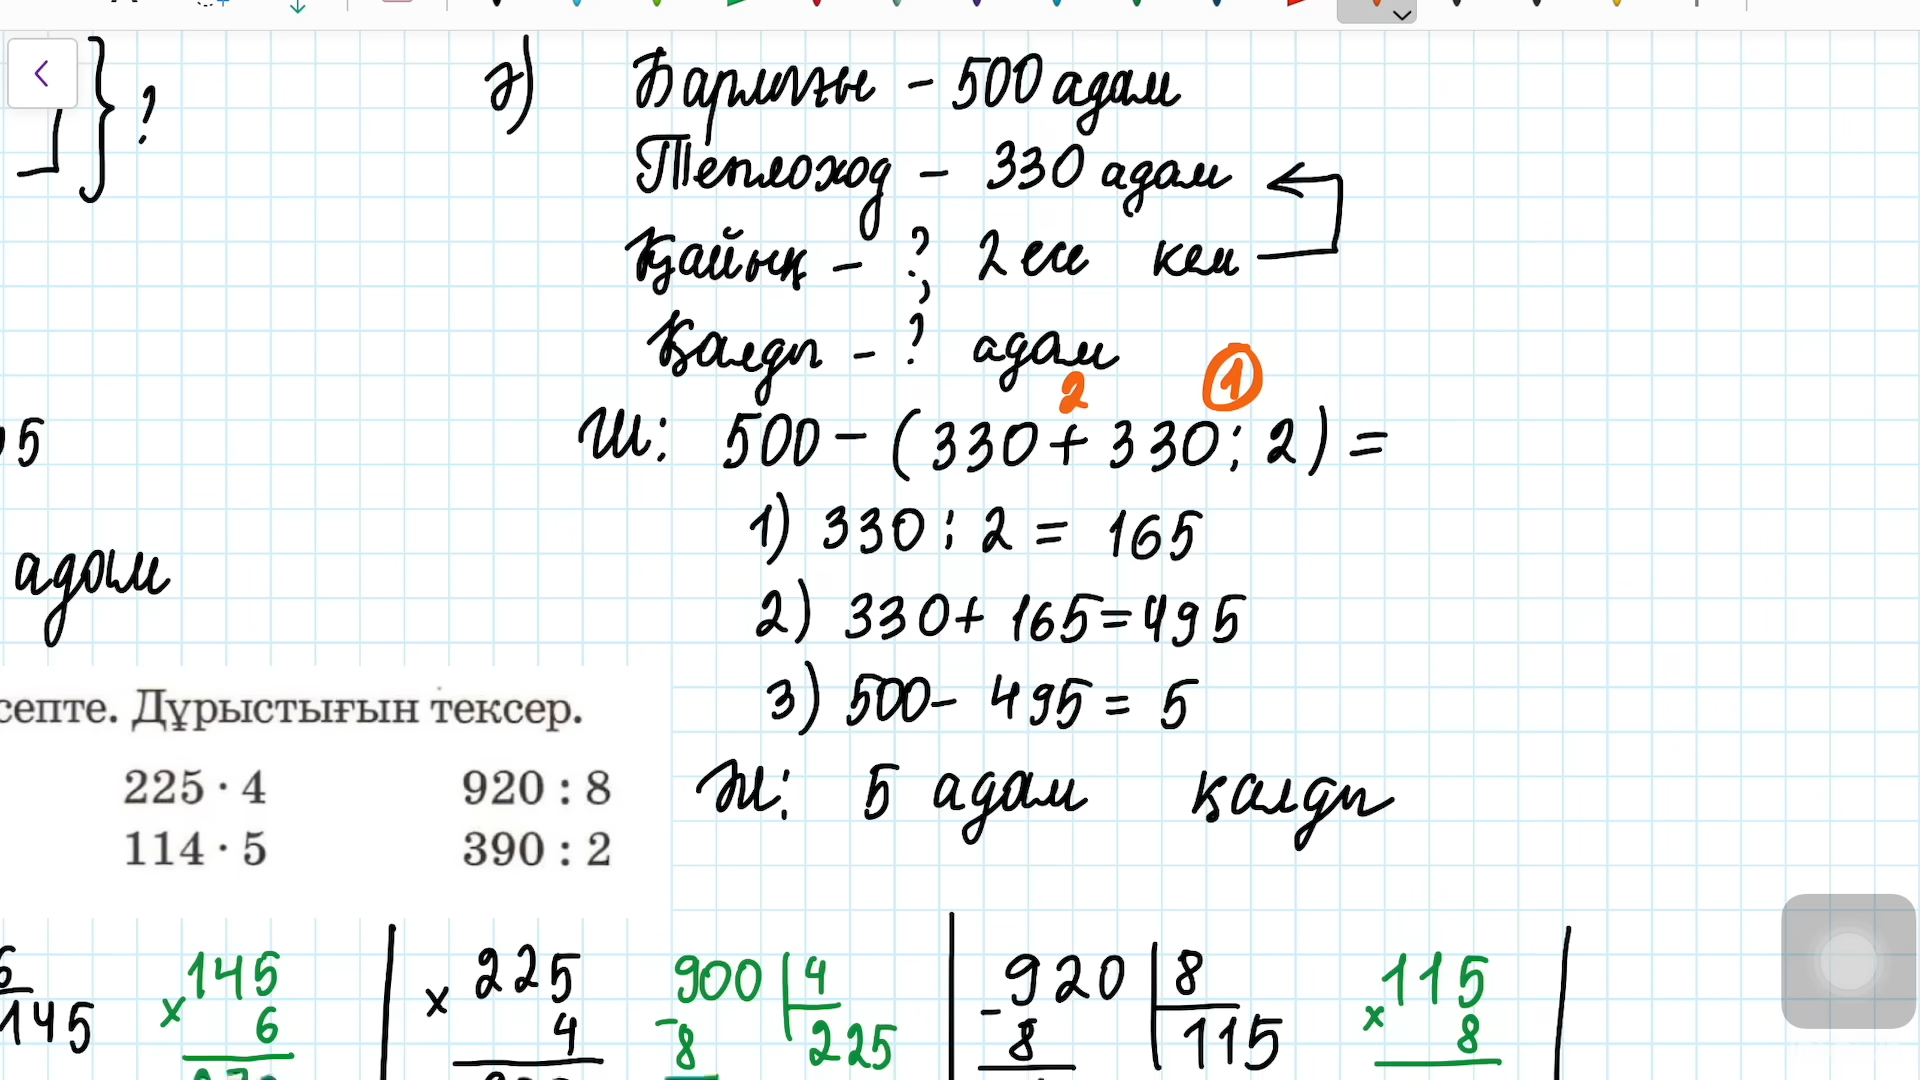 ?
ә) Барлығы - 500 адам
Теплоход - 330 адам
Қайық - ?, 2 есе кем
Қалды - ? адам
2 1
5
Ш: 500 - (330 + 330 : 2) =
1) 330 : 2 = 165
адам
2) 330 + 165 = 495
3) 500 - 495 = 5
септе. Дұрыстығын тексер.
225 · 4 920 : 8
114 · 5 390 : 2
Ж: 5 адам қалды
145
145
× 6
225
× 4
900 4
- 8 225
920 8
- 8 115
115
× 8